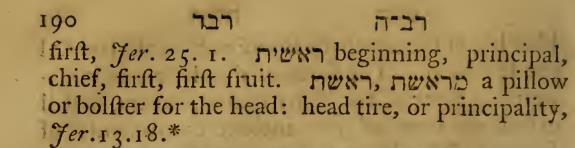 190 רבד רב־ה
firſt, Jer. 25. 1. ראשית beginning, principal,
chief, firſt, firſt fruit. מראשת, ראשת a pillow
or bolſter for the head: head tire, or principality,
Jer. 13. 18.*